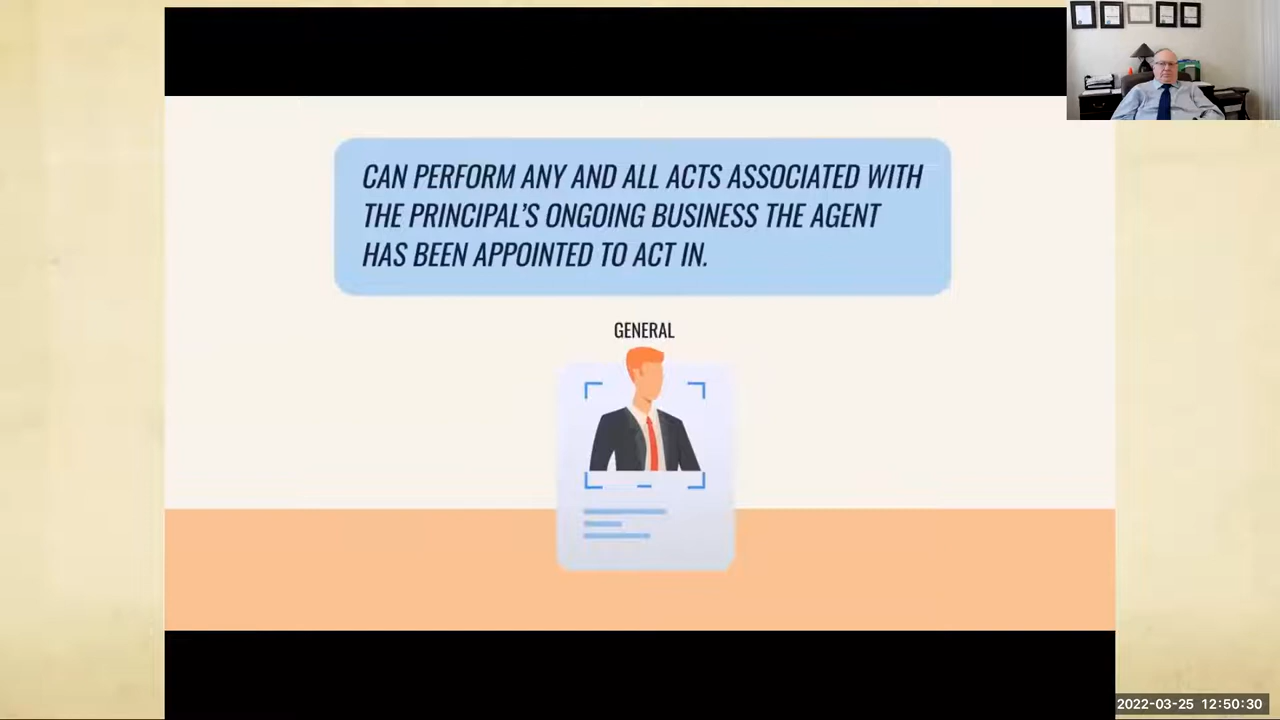 CAN PERFORM ANY AND ALL ACTS ASSOCIATED WITH
THE PRINCIPAL'S ONGOING BUSINESS THE AGENT
HAS BEEN APPOINTED TO ACT IN.
GENERAL
2022-03-25 12:50:30